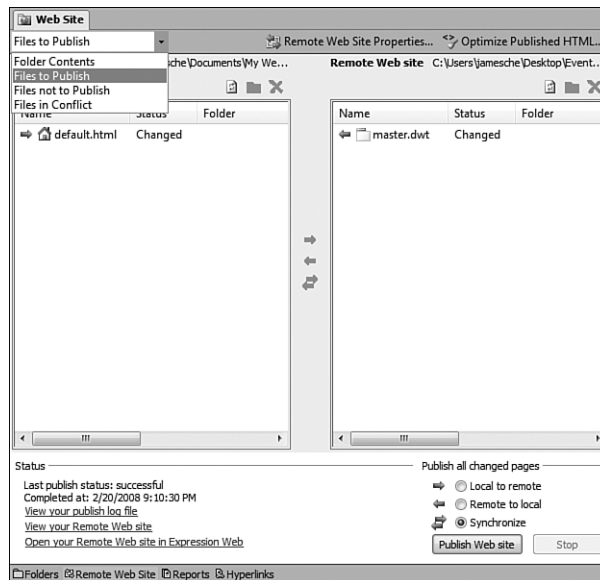 Web Site
Files to Publish
Remote Web Site Properties... Optimize Published HTML...
Folder Contents
Files to Publish
Files not to Publish
Files in Conflict
sche\Documents\My We...
Remote Web site C:\Users\jamesche\Desktop\Event...
Name Status Folder
Name Status Folder
default.html Changed
master.dwt Changed
Status
Last publish status: successful
Completed at: 2/20/2008 9:10:30 PM
View your publish log file
View your Remote Web site
Open your Remote Web site in Expression Web
Publish all changed pages
Local to remote
Remote to local
Synchronize
Publish Web site Stop
Folders Remote Web Site Reports Hyperlinks